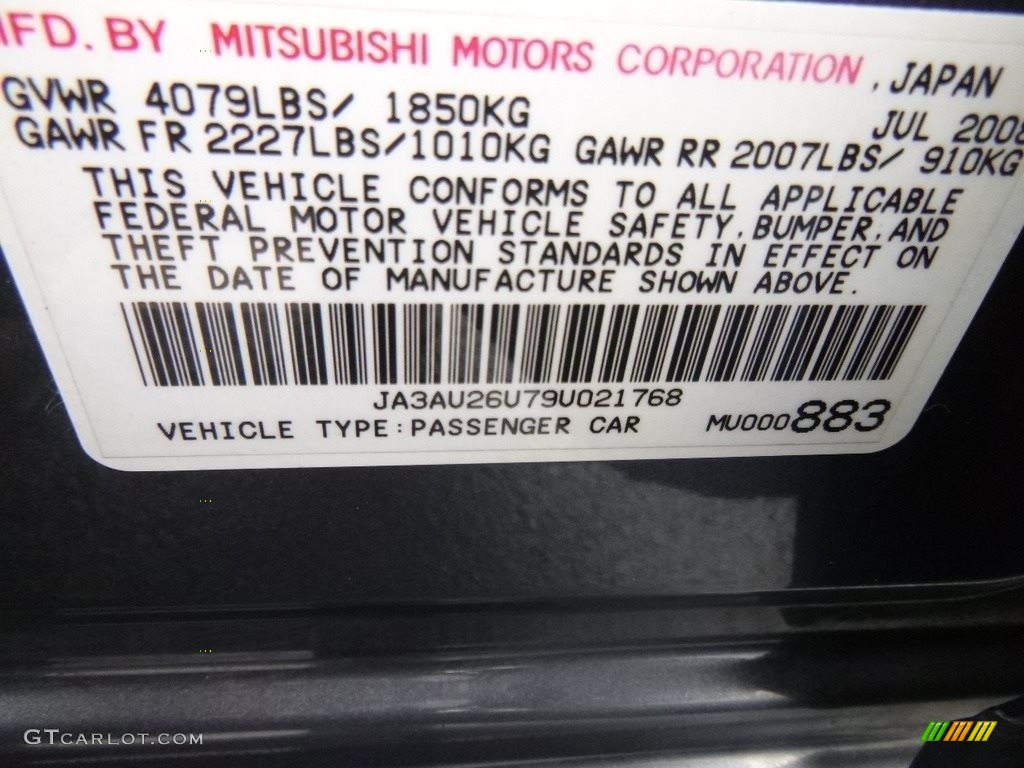 MFD. BY MITSUBISHI MOTORS CORPORATION, JAPAN
GVWR 4079LBS/ 1850KG JUL 2008
GAWR FR 2227LBS/1010KG GAWR RR 2007LBS/ 910KG
THIS VEHICLE CONFORMS TO ALL APPLICABLE
FEDERAL MOTOR VEHICLE SAFETY, BUMPER, AND
THEFT PREVENTION STANDARDS IN EFFECT ON
THE DATE OF MANUFACTURE SHOWN ABOVE.
JA3AU26U79U021768
VEHICLE TYPE:PASSENGER CAR MU000883
GTCARLOT.COM